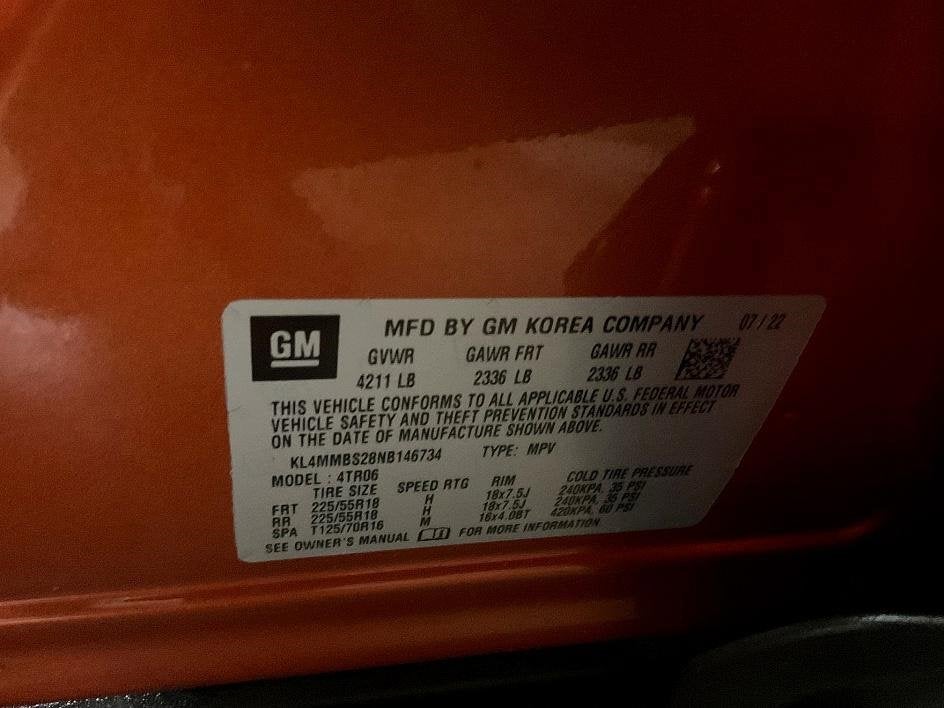 GM
MFD BY GM KOREA COMPANY 07/22
GVWR GAWR FRT GAWR RR
4211 LB 2336 LB 2336 LB
THIS VEHICLE CONFORMS TO ALL APPLICABLE U.S. FEDERAL MOTOR
VEHICLE SAFETY AND THEFT PREVENTION STANDARDS IN EFFECT
ON THE DATE OF MANUFACTURE SHOWN ABOVE.
KL4MMBS28NB146734 TYPE: MPV
MODEL : 4TR06
TIRE SIZE SPEED RTG RIM COLD TIRE PRESSURE
FRT 225/55R18 H 18x7.5J 240KPA, 35 PSI
RR 225/55R18 H 18x7.5J 240KPA, 35 PSI
SPA T125/70R16 M 16x4.0BT 420KPA, 60 PSI
SEE OWNER'S MANUAL FOR MORE INFORMATION